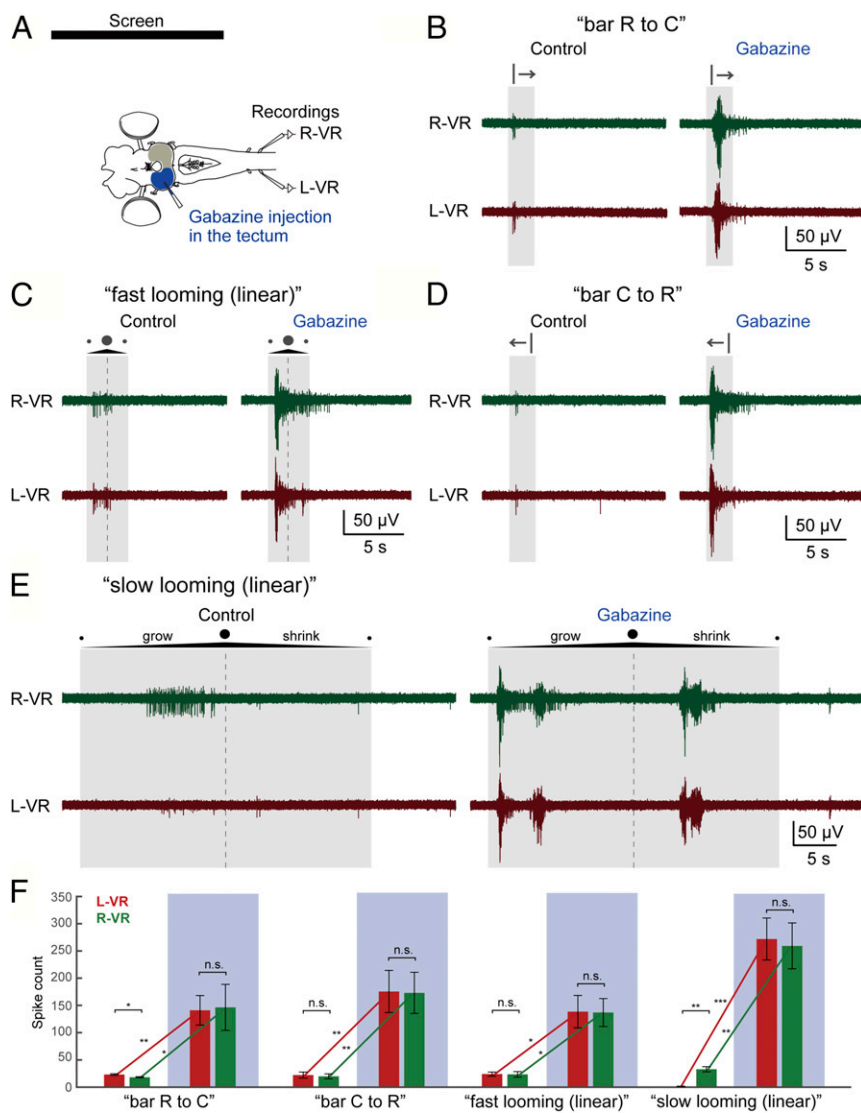 A
Screen
Recordings
R-VR
L-VR
Gabazine injection
in the tectum
B
"bar R to C"
Control
Gabazine
R-VR
L-VR
50 µV
5 s
C
"fast looming (linear)"
Control
Gabazine
R-VR
L-VR
50 µV
5 s
D
"bar C to R"
Control
Gabazine
R-VR
L-VR
50 µV
5 s
E
"slow looming (linear)"
Control
Gabazine
grow
shrink
grow
shrink
R-VR
L-VR
50 µV
5 s
F
Spike count
350
300
250
200
150
100
50
0
L-VR
R-VR
*
**
*
n.s.
n.s.
**
**
n.s.
n.s.
*
*
n.s.
**
***
**
n.s.
"bar R to C"
"bar C to R"
"fast looming (linear)"
"slow looming (linear)"